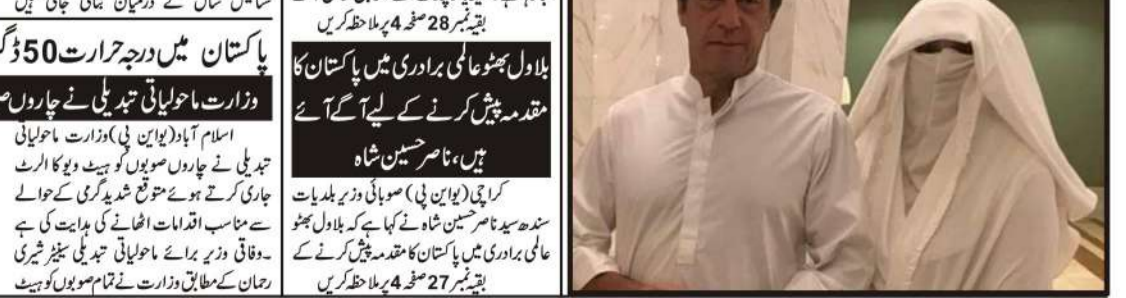 بقیہ نمبر 28 صفحہ 4 پر ملاحظہ کریں
پاکستان میں درجہ حرارت 50
وزارت ماحولیاتی تبدیلی نے چاروں
اسلام آباد (یو این پی) وزارت ماحولیاتی
تبدیلی نے چاروں صوبوں کو ہیٹ ویو کا الرٹ
جاری کرتے ہوئے متوقع شدید گرمی کے حوالے
سے مناسب اقدامات اٹھانے کی ہدایت کی ہے
۔وفاقی وزیر برائے ماحولیاتی تبدیلی سینیٹر شیری
رحمان کے مطابق وزارت نے تمام صوبوں کو ہیٹ
بلاول بھٹو عالمی برادری میں پاکستان کا
مقدمہ پیش کرنے کے لیے آگے آئے
ہیں، ناصر حسین شاہ
کراچی (یو این پی) صوبائی وزیر بلدیات
سندھ سید ناصر حسین شاہ نے کہا ہے کہ بلاول بھٹو
عالمی برادری میں پاکستان کا مقدمہ پیش کرنے کے
بقیہ نمبر 27 صفحہ 4 پر ملاحظہ کریں